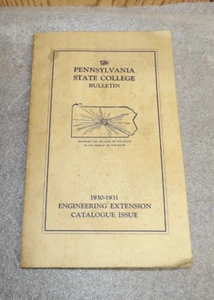 The
PENNSYLVANIA
STATE COLLEGE
BULLETIN
1930-1931
ENGINEERING EXTENSION
CATALOGUE ISSUE